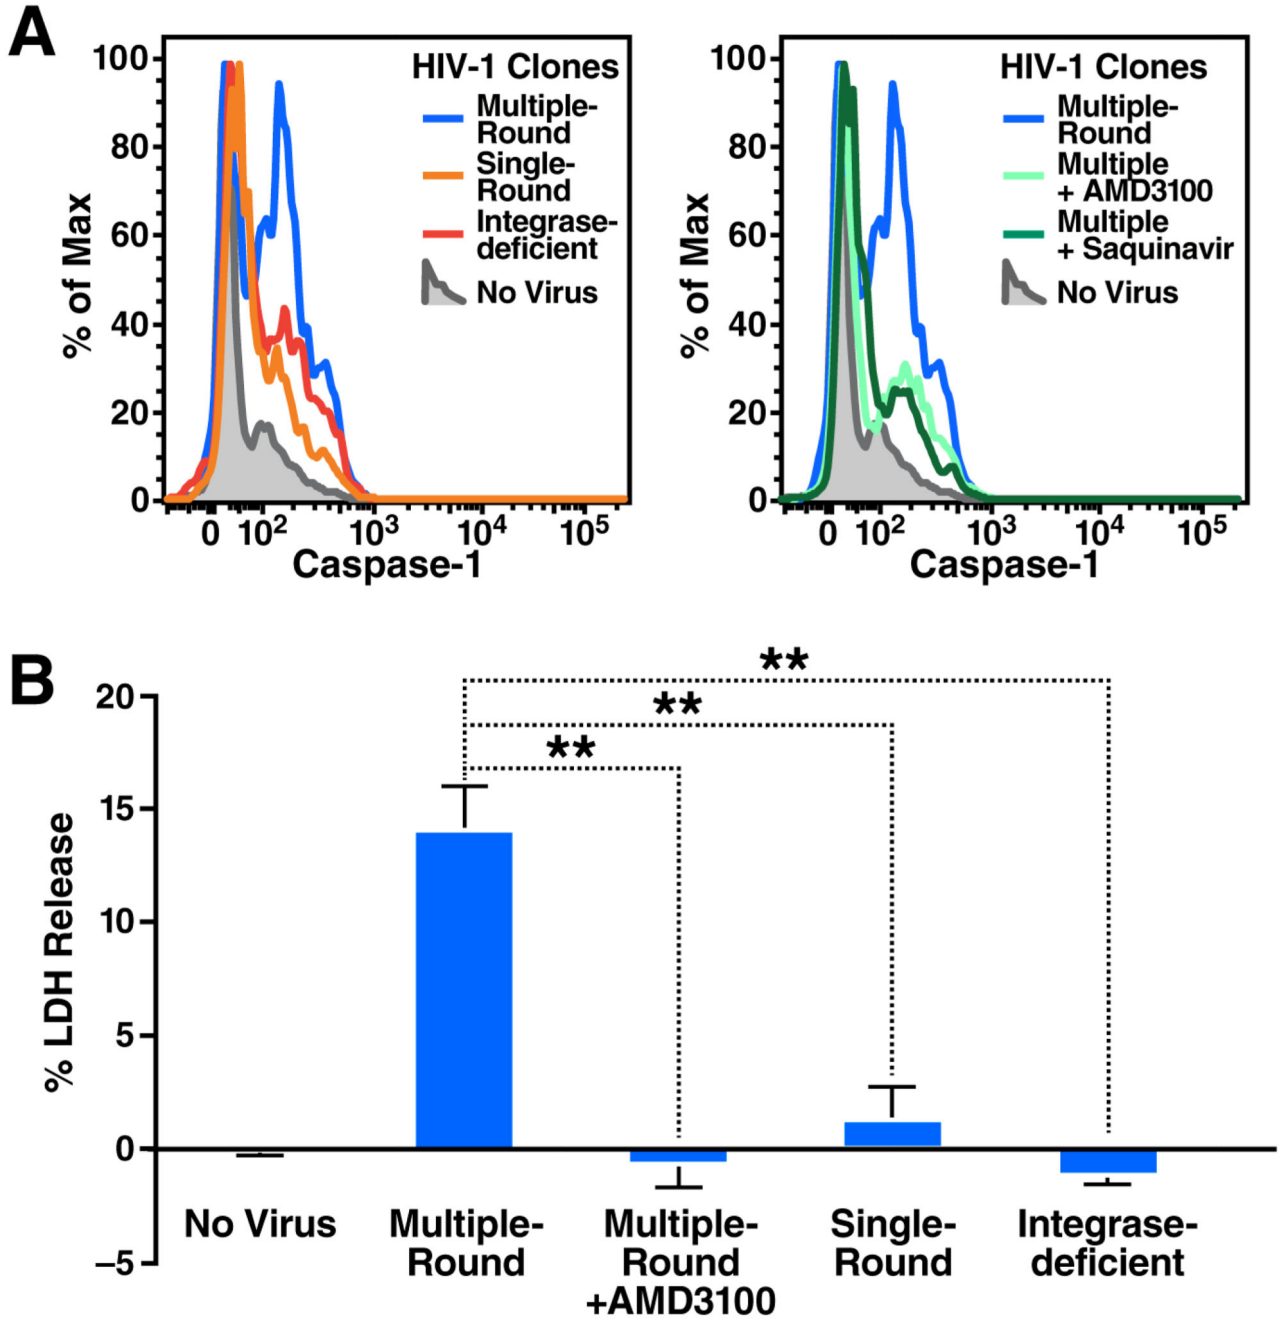 A
HIV-1 Clones
Multiple-
Round
Single-
Round
Integrase-
deficient
No Virus
% of Max
100
80
60
40
20
0
0 10² 10³ 10⁴ 10⁵
Caspase-1
HIV-1 Clones
Multiple-
Round
Multiple
+ AMD3100
Multiple
+ Saquinavir
No Virus
% of Max
100
80
60
40
20
0
0 10² 10³ 10⁴ 10⁵
Caspase-1
B
% LDH Release
20
15
10
5
0
–5
**
**
**
No Virus
Multiple-
Round
Multiple-
Round
+AMD3100
Single-
Round
Integrase-
deficient